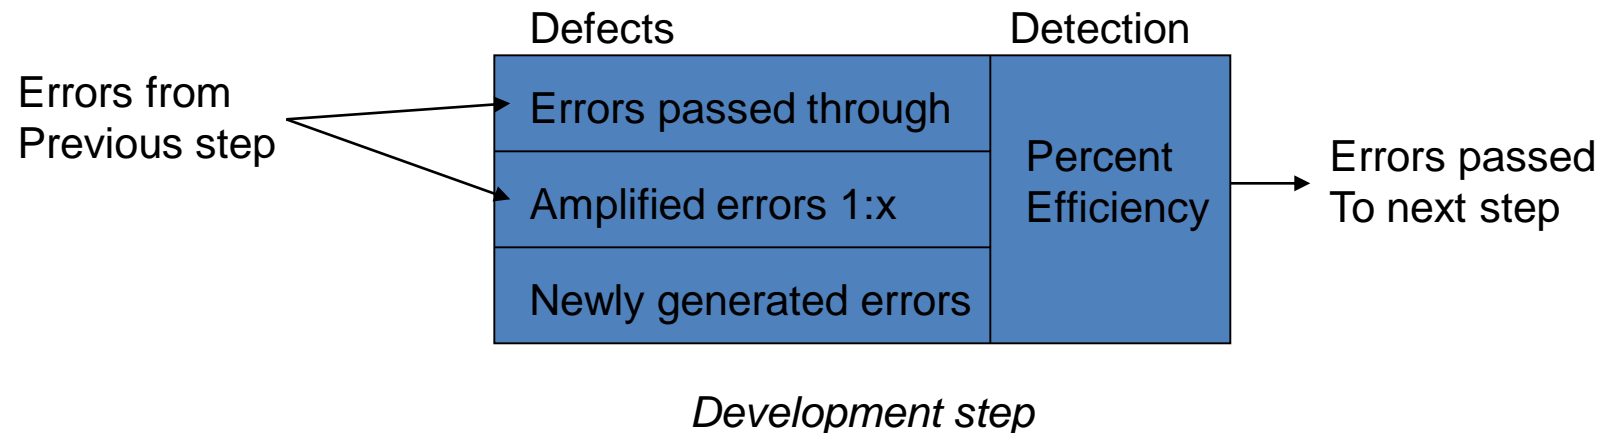 Defects
Detection
Errors from
Previous step
Errors passed through
Amplified errors 1:x
Newly generated errors
Percent
Efficiency
Errors passed
To next step
Development step